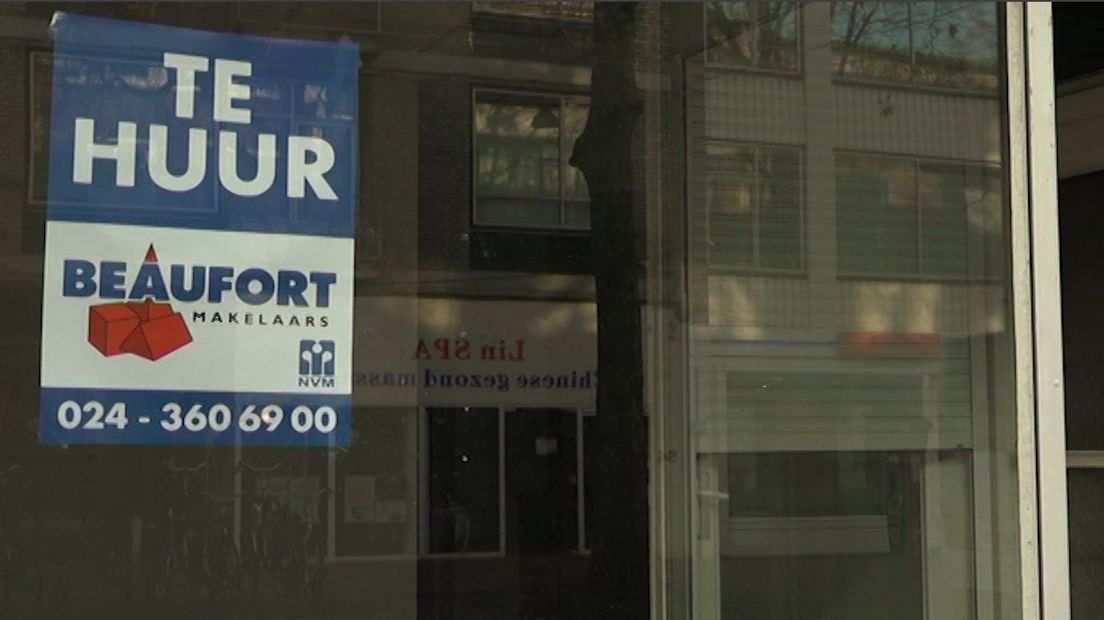 TE
HUUR
BEAUFORT
MAKELAARS
NVM
024 - 360 69 00
Lin SPA
Chinese gezond mass